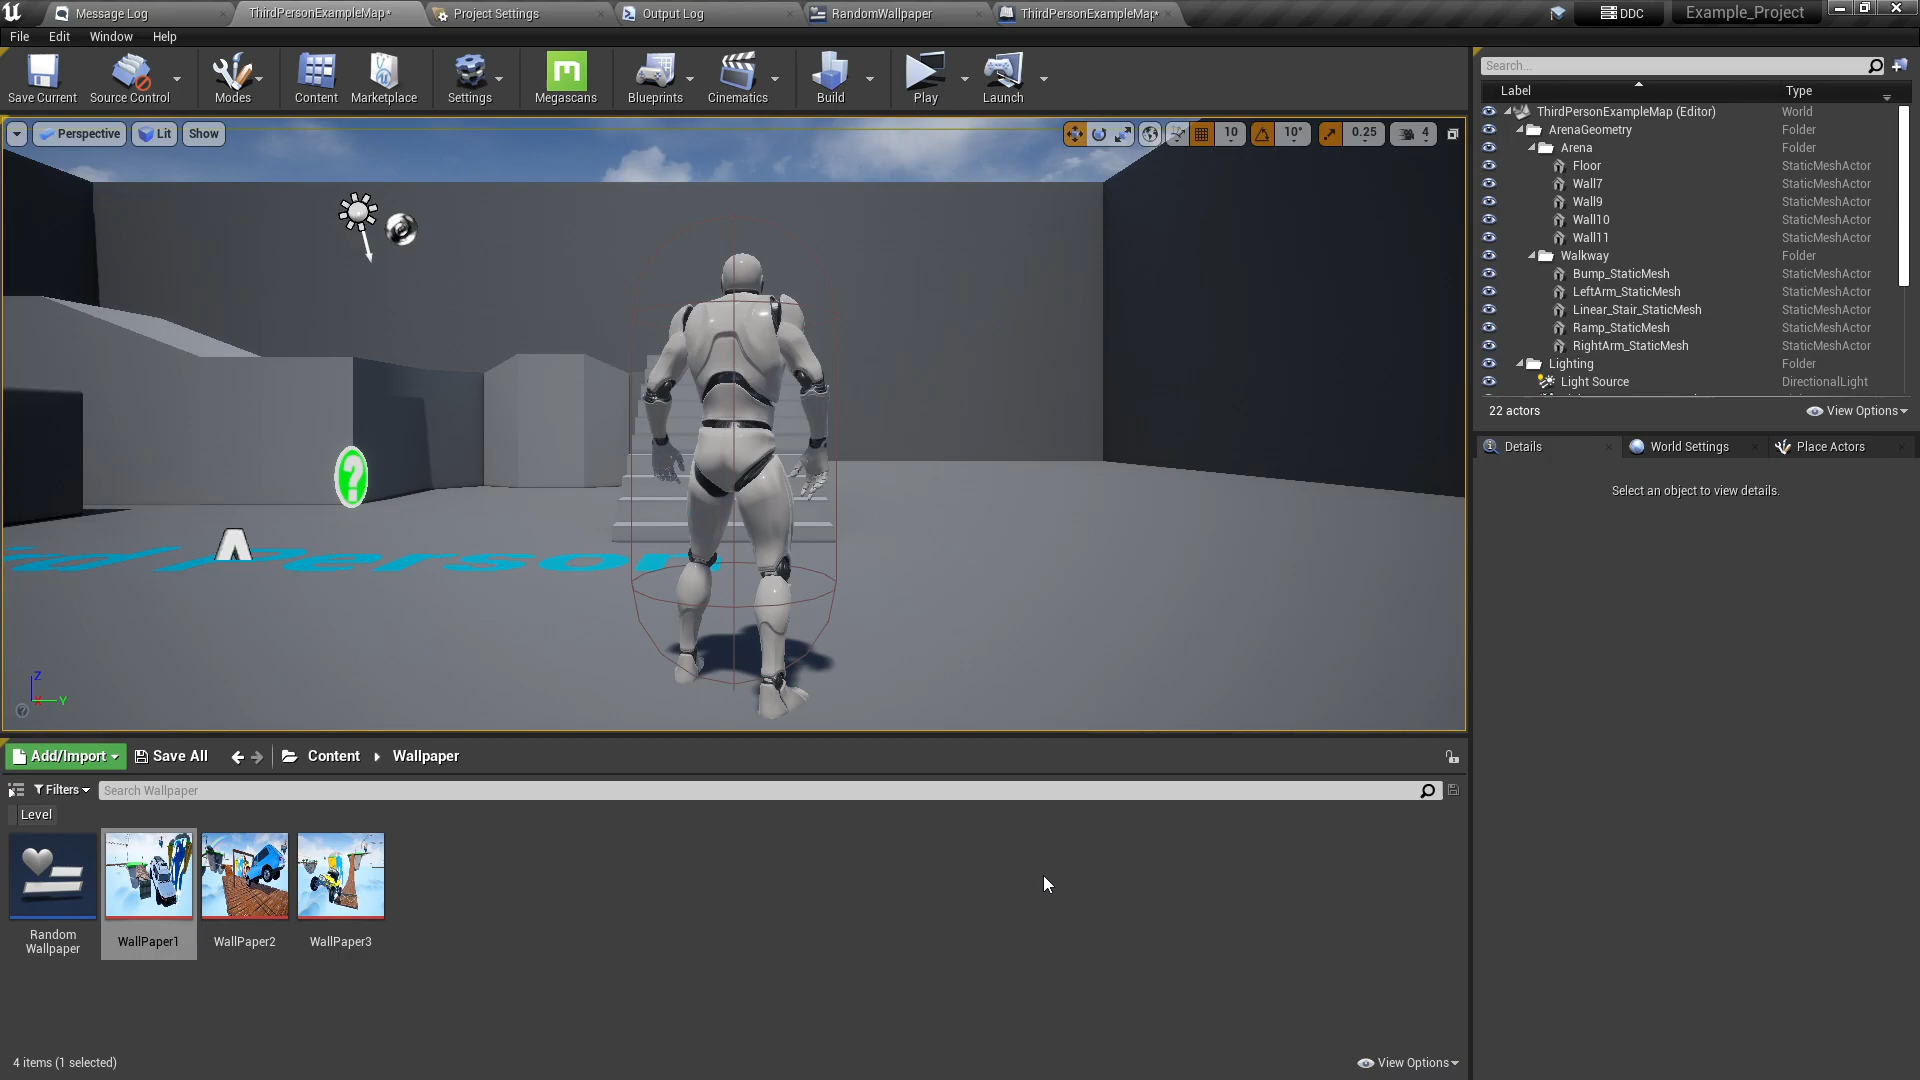 Message Log
ThirdPersonExampleMap*
Project Settings
Output Log
RandomWallpaper
ThirdPersonExampleMap*
DDC
Example_Project
File
Edit
Window
Help
Save Current
Source Control
Modes
Content
Marketplace
Settings
Megascans
Blueprints
Cinematics
Build
Play
Launch
Perspective
Lit
Show
10
10°
0.25
4
Person
Z
X
Y
Search...
Label
Type
ThirdPersonExampleMap (Editor) World
ArenaGeometry Folder
Arena Folder
Floor StaticMeshActor
Wall7 StaticMeshActor
Wall9 StaticMeshActor
Wall10 StaticMeshActor
Wall11 StaticMeshActor
Walkway Folder
Bump_StaticMesh StaticMeshActor
LeftArm_StaticMesh StaticMeshActor
Linear_Stair_StaticMesh StaticMeshActor
Ramp_StaticMesh StaticMeshActor
RightArm_StaticMesh StaticMeshActor
Lighting Folder
Light Source DirectionalLight
22 actors
View Options
Details
World Settings
Place Actors
Select an object to view details.
Add/Import
Save All
Content
Wallpaper
Filters
Search Wallpaper
Level
Random
Wallpaper
WallPaper1
WallPaper2
WallPaper3
4 items (1 selected)
View Options